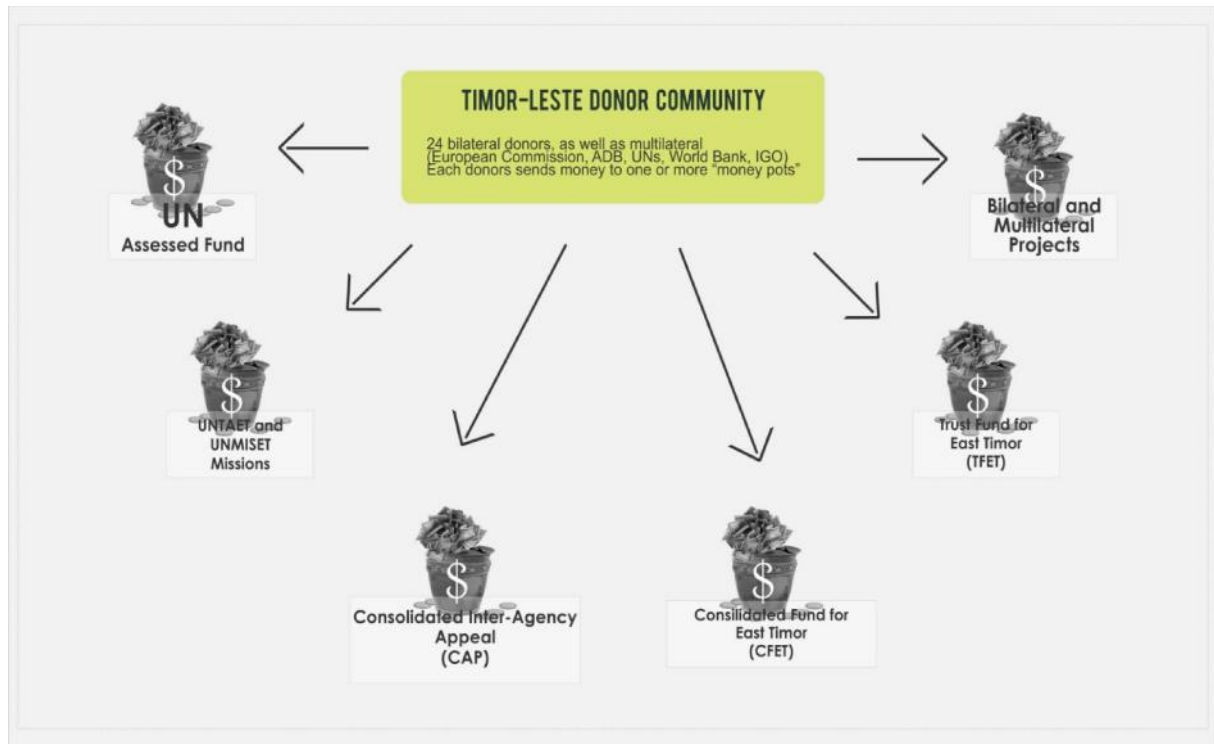 TIMOR-LESTE DONOR COMMUNITY
24 bilateral donors, as well as multilateral
(European Commission, ADB, UNs, World Bank, IGO)
Each donors sends money to one or more “money pots”
$
UN
Assessed Fund
$
Bilateral and
Multilateral
Projects
$
UNTAET and
UNMISET
Missions
$
Trust Fund for
East Timor
(TFET)
$
Consolidated Inter-Agency
Appeal
(CAP)
$
Consilidated Fund for
East Timor
(CFET)